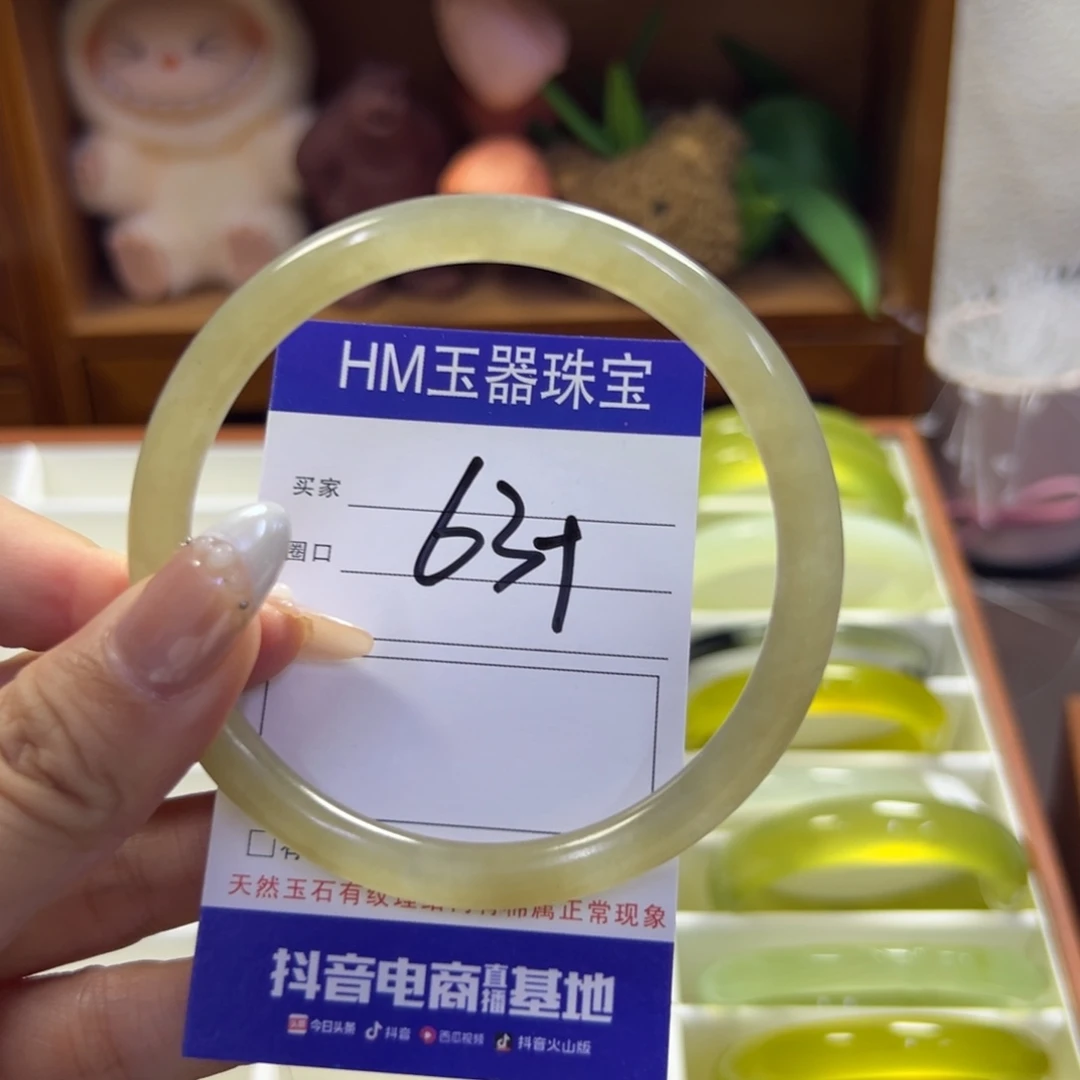 HM玉器珠宝
买家
63+
圈口
天然玉石有纹理
属正常现象
抖音电商直播基地
今日头条 抖音 西瓜视频 抖音火山版